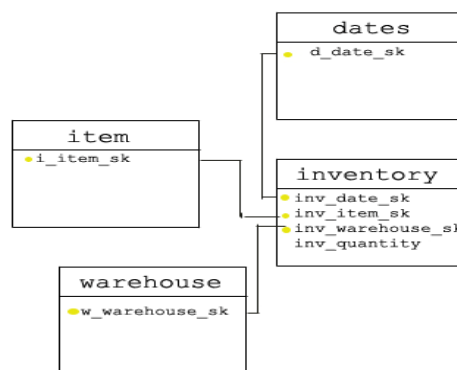 dates
d_date_sk
item
i_item_sk
inventory
inv_date_sk
inv_item_sk
inv_warehouse_sk
inv_quantity
warehouse
w_warehouse_sk